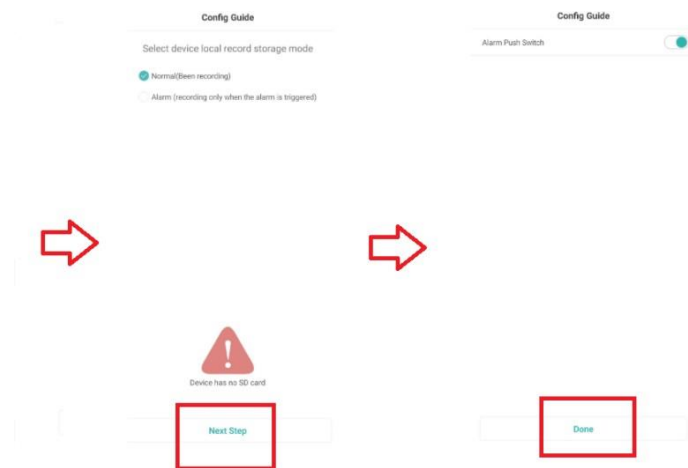 Config Guide
Select device local record storage mode
Normal(Been recording)
Alarm (recording only when the alarm is triggered)
Device has no SD card
Next Step
Config Guide
Alarm Push Switch
Done